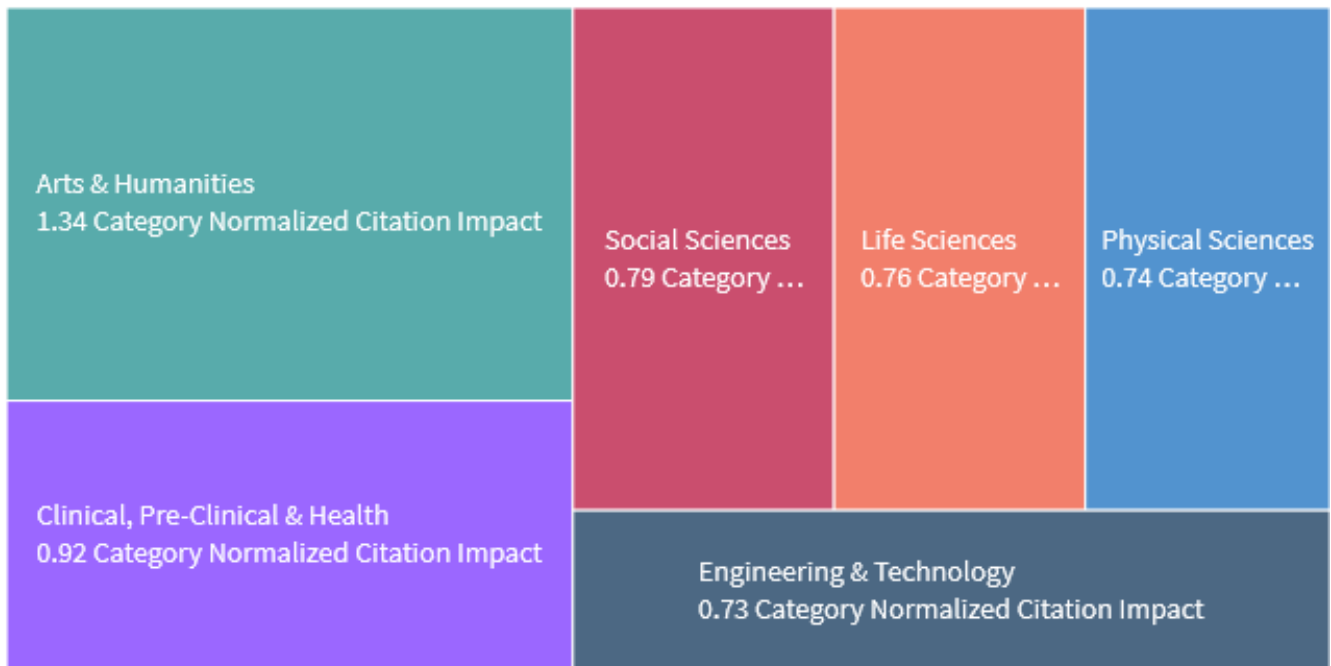 Arts & Humanities
1.34 Category Normalized Citation Impact
Clinical, Pre-Clinical & Health
0.92 Category Normalized Citation Impact
Social Sciences
0.79 Category ...
Life Sciences
0.76 Category ...
Physical Sciences
0.74 Category ...
Engineering & Technology
0.73 Category Normalized Citation Impact